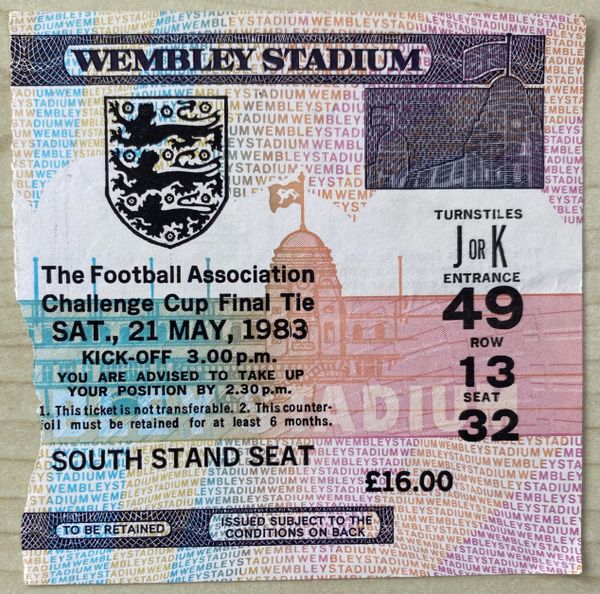 WEMBLEY STADIUM
TURNSTILES
J OR K
ENTRANCE
49
ROW
13
SEAT
32
The Football Association
Challenge Cup Final Tie
SAT., 21 MAY, 1983
KICK-OFF 3.00 p.m.
YOU ARE ADVISED TO TAKE UP
YOUR POSITION BY 2.30 p.m.
1. This ticket is not transferable. 2. This counter-
foil must be retained for at least 6 months.
SOUTH STAND SEAT
£16.00
TO BE RETAINED
ISSUED SUBJECT TO THE
CONDITIONS ON BACK